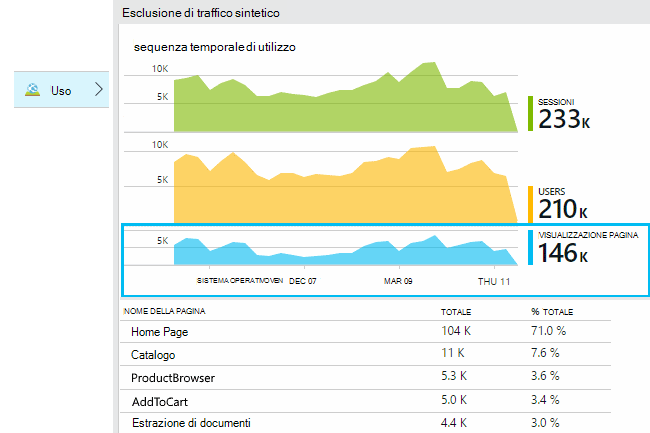 Esclusione di traffico sintetico
Uso
sequenza temporale di utilizzo
10K
5K
SESSIONI
233K
10K
5K
USERS
210K
5K
VISUALIZZAZIONE PAGINA
146K
SISTEMA OPERATIVOVEN DEC 07 MAR 09 THU 11
NOME DELLA PAGINA TOTALE % TOTALE
Home Page 104 K 71.0 %
Catalogo 11 K 7.6 %
ProductBrowser 5.3 K 3.6 %
AddToCart 5.0 K 3.4 %
Estrazione di documenti 4.4 K 3.0 %